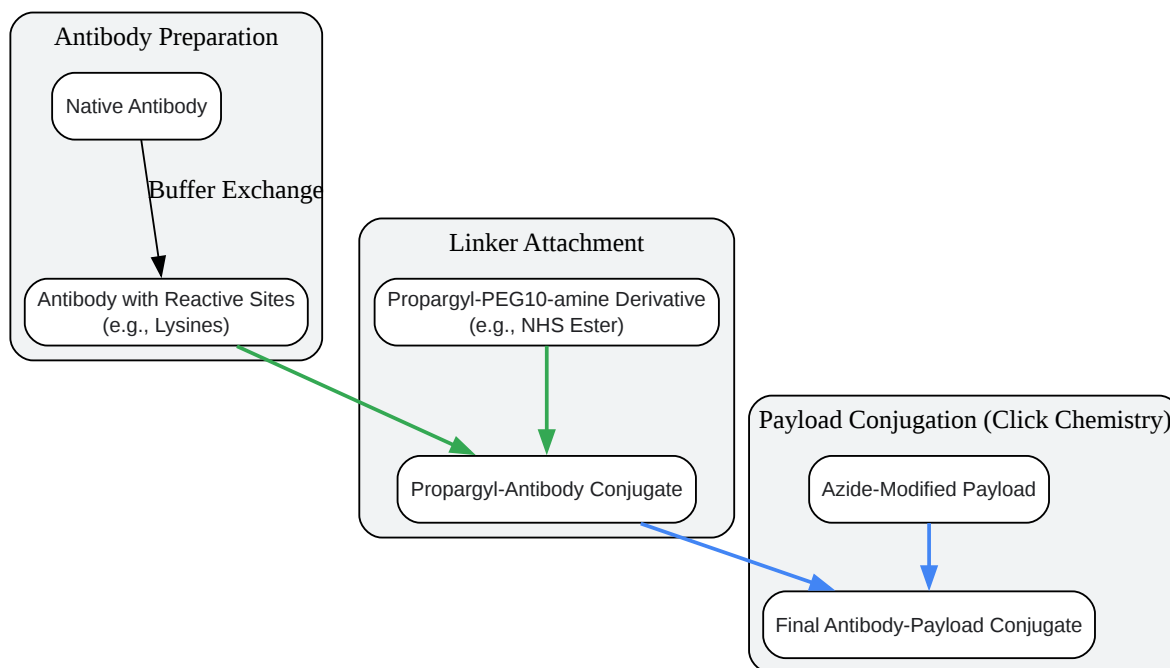 Antibody Preparation
Native Antibody
Buffer Exchange
Antibody with Reactive Sites
(e.g., Lysines)
Linker Attachment
Propargyl-PEG10-amine Derivative
(e.g., NHS Ester)
Propargyl-Antibody Conjugate
Payload Conjugation (Click Chemistry)
Azide-Modified Payload
Final Antibody-Payload Conjugate